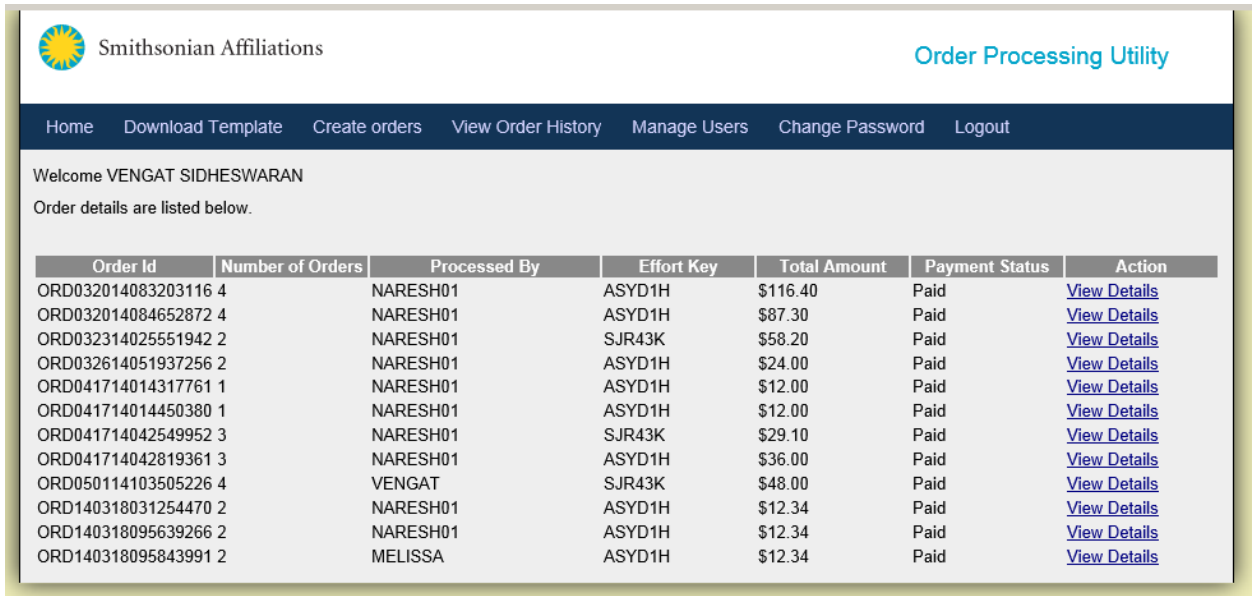 Smithsonian Affiliations
Order Processing Utility
Home Download Template Create orders View Order History Manage Users Change Password Logout
Welcome VENGAT SIDHESWARAN
Order details are listed below.
Order Id Number of Orders Processed By Effort Key Total Amount Payment Status Action
ORD032014083203116 4 NARESH01 ASYD1H $116.40 Paid View Details
ORD032014084652872 4 NARESH01 ASYD1H $87.30 Paid View Details
ORD032314025551942 2 NARESH01 SJR43K $58.20 Paid View Details
ORD032614051937256 2 NARESH01 ASYD1H $24.00 Paid View Details
ORD041714014317761 1 NARESH01 ASYD1H $12.00 Paid View Details
ORD041714014450380 1 NARESH01 ASYD1H $12.00 Paid View Details
ORD041714042549952 3 NARESH01 SJR43K $29.10 Paid View Details
ORD041714042819361 3 NARESH01 ASYD1H $36.00 Paid View Details
ORD050114103505226 4 VENGAT SJR43K $48.00 Paid View Details
ORD140318031254470 2 NARESH01 ASYD1H $12.34 Paid View Details
ORD140318095639266 2 NARESH01 ASYD1H $12.34 Paid View Details
ORD140318095843991 2 MELISSA ASYD1H $12.34 Paid View Details